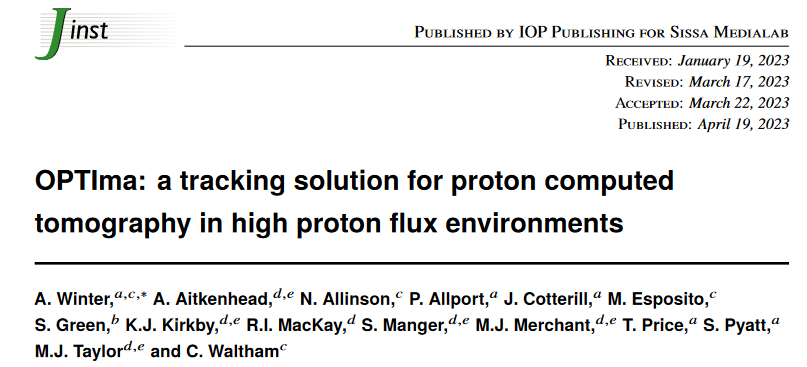 Jinst
Published by IOP Publishing for Sissa Medialab
Received: January 19, 2023
Revised: March 17, 2023
Accepted: March 22, 2023
Published: April 19, 2023
OPTIma: a tracking solution for proton computed
tomography in high proton flux environments
A. Winter,a,c,∗ A. Aitkenhead,d,e N. Allinson,c P. Allport,a J. Cotterill,a M. Esposito,c
S. Green,b K.J. Kirkby,d,e R.I. MacKay,d S. Manger,d,e M.J. Merchant,d,e T. Price,a S. Pyatt,a
M.J. Taylord,e and C. Walthamc